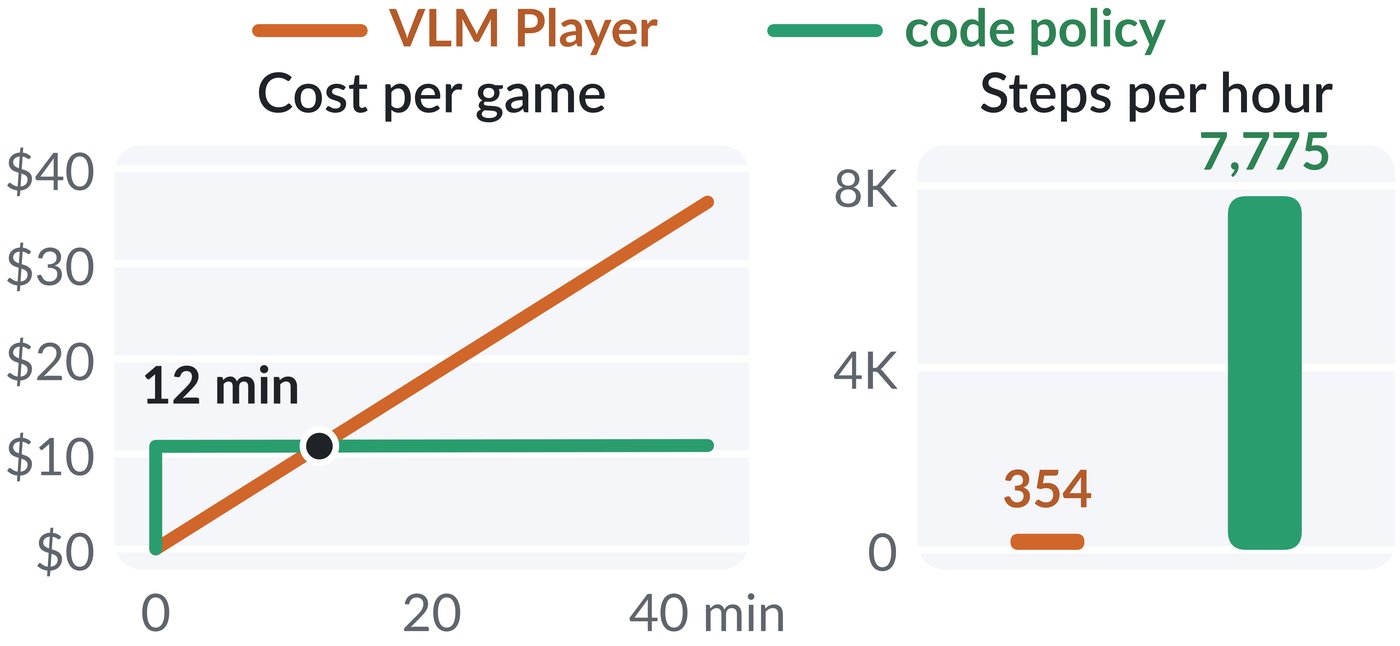 VLM Player
code policy
Cost per game
$40
$30
$20
$10
$0
12 min
0
20
40 min
Steps per hour
8K
4K
0
7,775
354